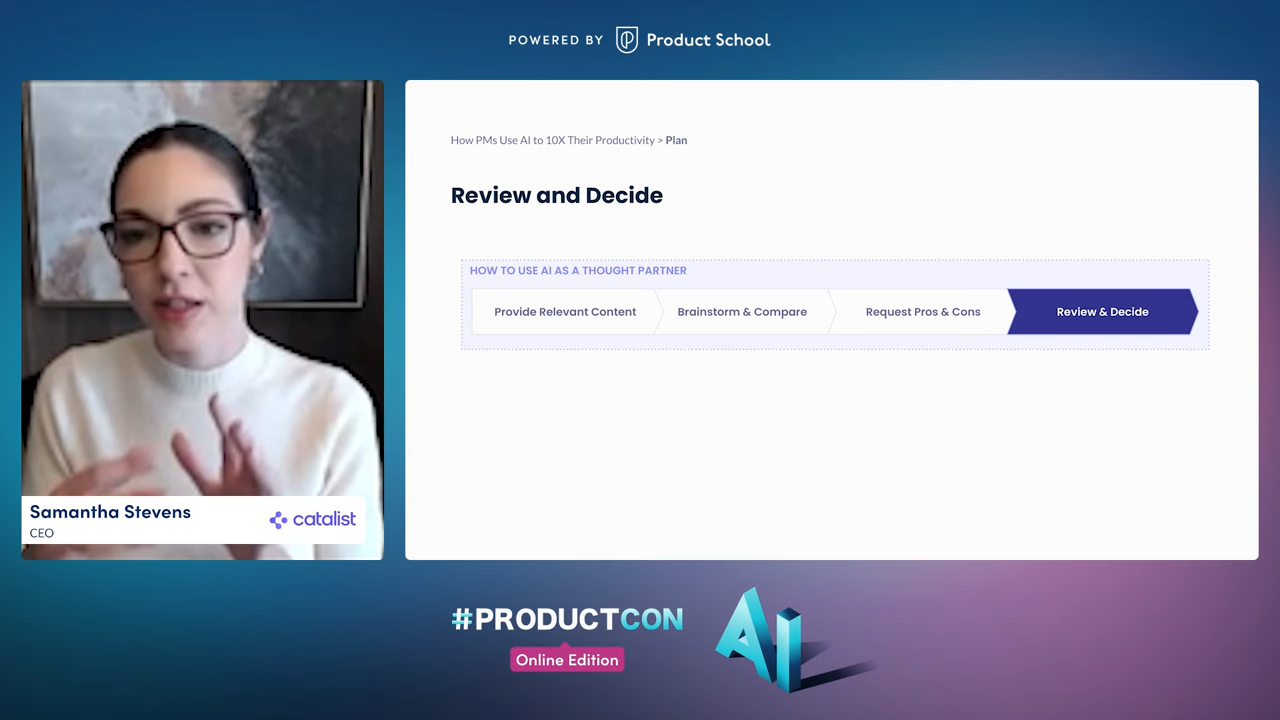 POWERED BY Product School
How PMs Use AI to 10X Their Productivity > Plan
Review and Decide
HOW TO USE AI AS A THOUGHT PARTNER
Provide Relevant Content
Brainstorm & Compare
Request Pros & Cons
Review & Decide
Samantha Stevens
CEO
catalist
#PRODUCTCON
Online Edition
AI